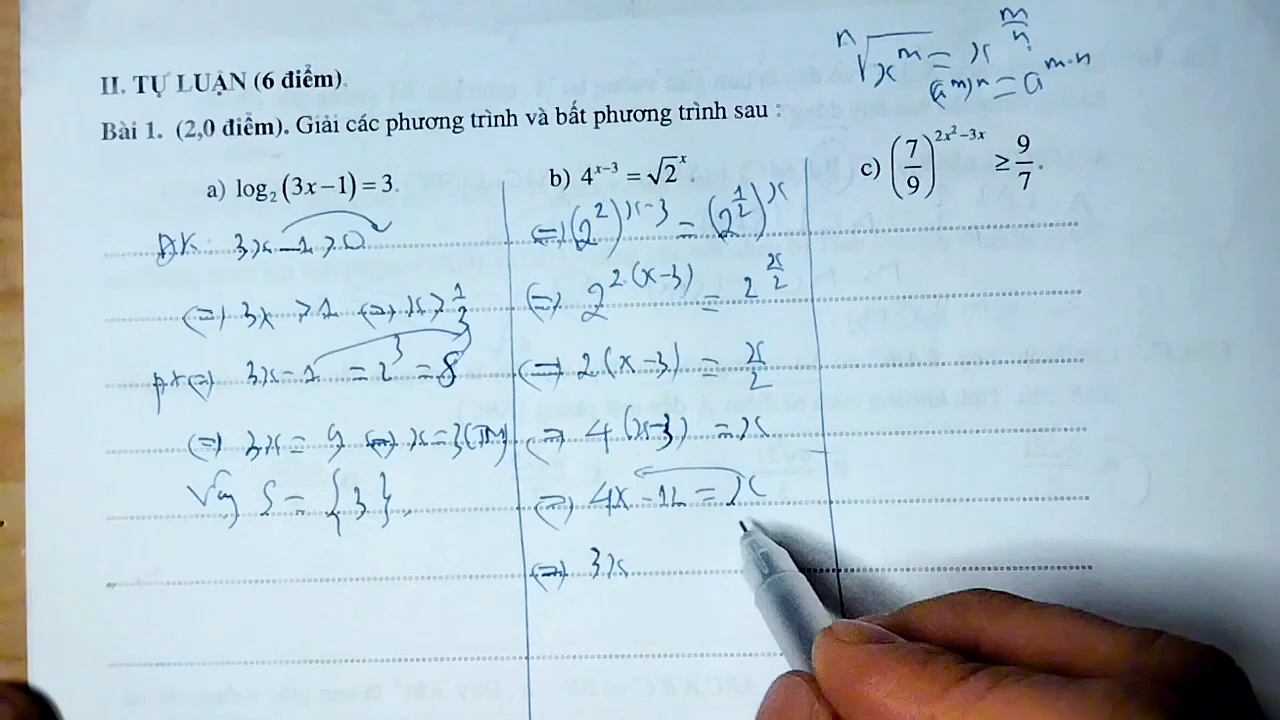 ⁿ√xᵐ = x^(m/n)
(aᵐ)ⁿ = a^(m·n)
II. TỰ LUẬN (6 điểm).
Bài 1. (2,0 điểm). Giải các phương trình và bất phương trình sau :
a) log₂(3x−1)=3.
ĐK: 3x−1>0
(=) 3x >1 (=) x>1/3
pt(=) 3x−1 = 2³ = 8
(=) 3x = 9 (=) x=3(TM)
Vậy S = {3}.
b) 4^(x−3) = √2^x.
(=) (2²)^(x−3) = (2^(1/2))^x
(=) 2^(2·(x−3)) = 2^(x/2)
(=) 2(x−3) = x/2
(=) 4(x−3) = x
(=) 4x −12 = x
(=) 3x
c) (7/9)^(2x²−3x) ≥ 9/7.